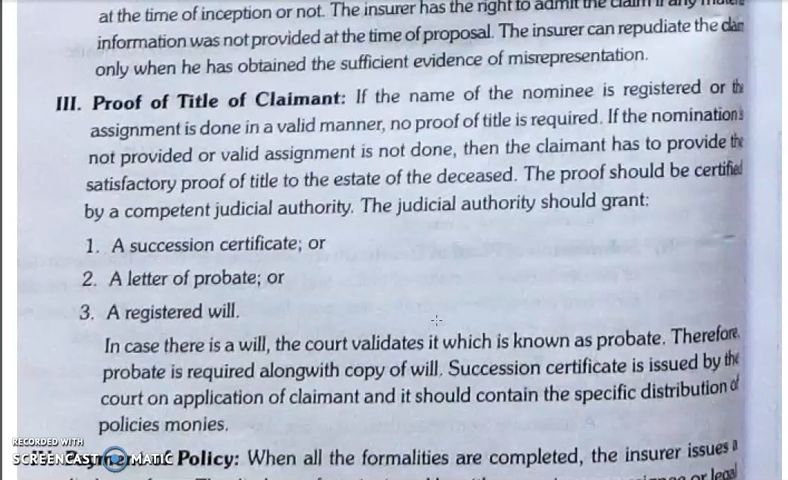 at the time of inception or not. The insurer has the right to admit the claim if any
information was not provided at the time of proposal. The insurer can repudiate the
only when he has obtained the sufficient evidence of misrepresentation.
III. Proof of Title of Claimant: If the name of the nominee is registered or
assignment is done in a valid manner, no proof of title is required. If the nomination
not provided or valid assignment is not done, then the claimant has to provide the
satisfactory proof of title to the estate of the deceased. The proof should be certified
by a competent judicial authority. The judicial authority should grant:
1. A succession certificate; or
2. A letter of probate; or
3. A registered will.
In case there is a will, the court validates it which is known as probate. Therefore,
probate is required alongwith copy of will. Succession certificate is issued by the
court on application of claimant and it should contain the specific distribution of
policies monies.
RECORDED WITH
SCREENCAST MATIC
of Policy: When all the formalities are completed, the insurer issues a
or legal